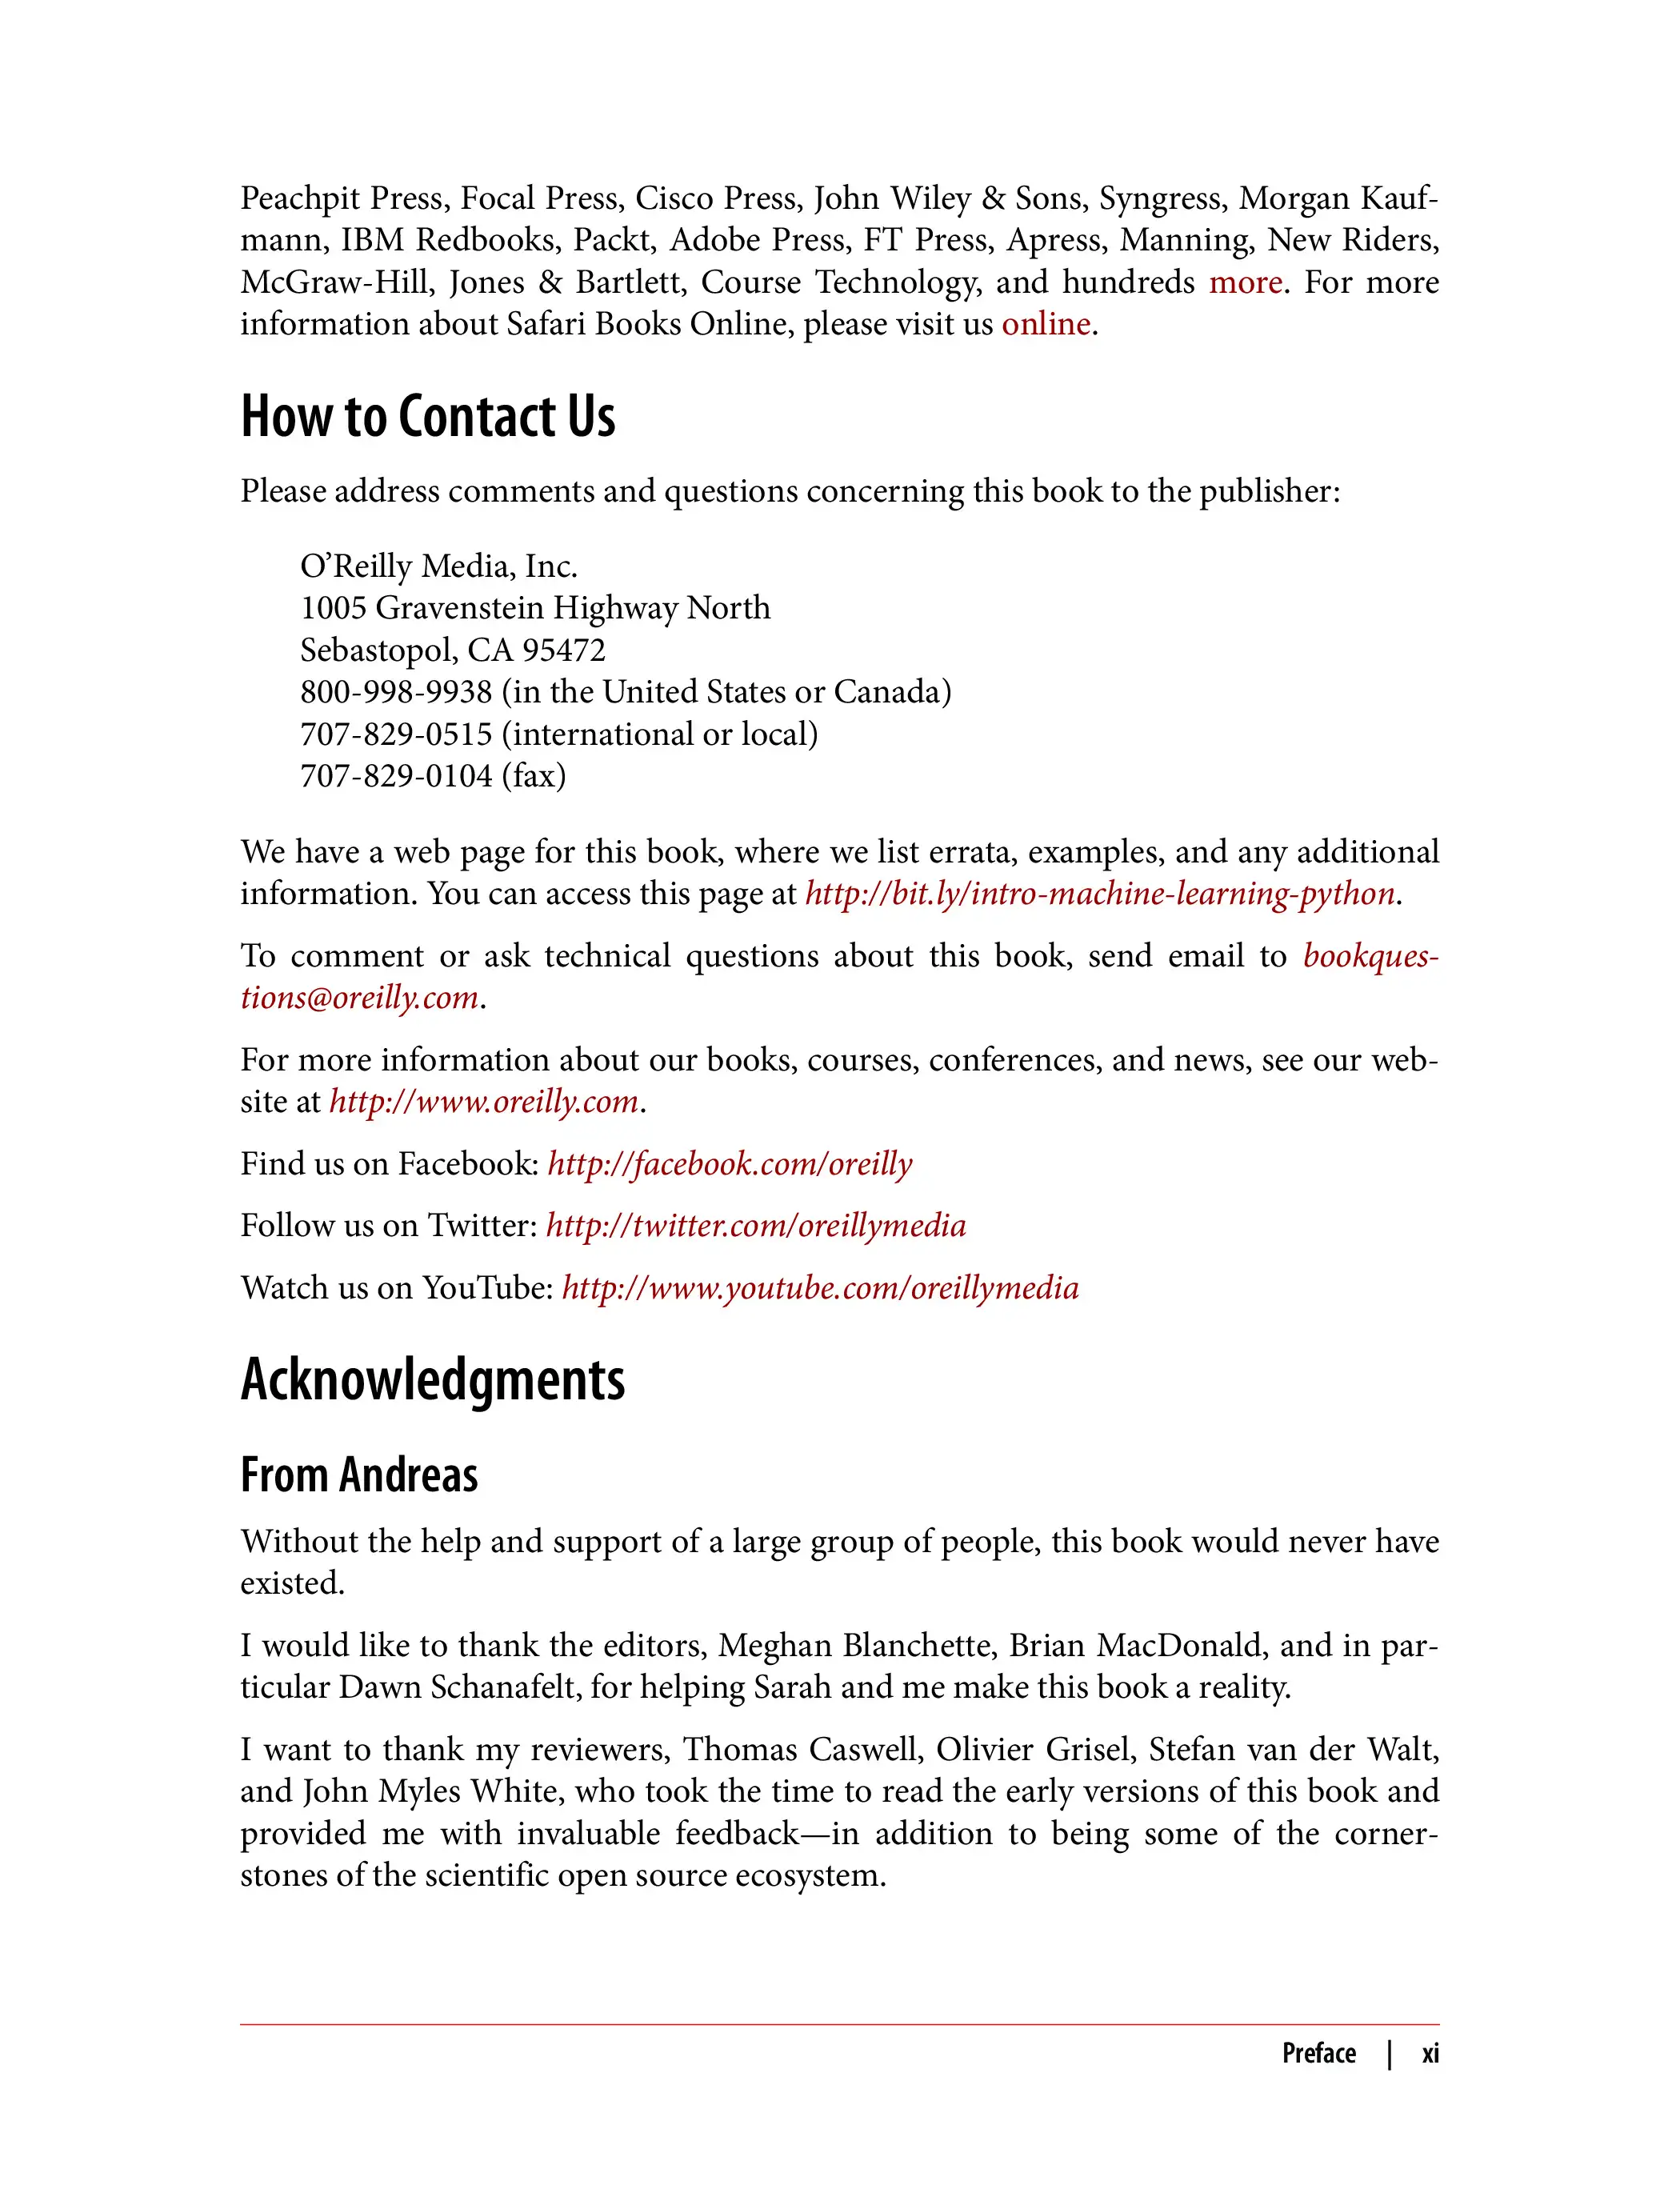 Peachpit Press, Focal Press, Cisco Press, John Wiley & Sons, Syngress, Morgan Kauf-
mann, IBM Redbooks, Packt, Adobe Press, FT Press, Apress, Manning, New Riders,
McGraw-Hill, Jones & Bartlett, Course Technology, and hundreds more. For more
information about Safari Books Online, please visit us online.
How to Contact Us
Please address comments and questions concerning this book to the publisher:
O’Reilly Media, Inc.
1005 Gravenstein Highway North
Sebastopol, CA 95472
800-998-9938 (in the United States or Canada)
707-829-0515 (international or local)
707-829-0104 (fax)
We have a web page for this book, where we list errata, examples, and any additional
information. You can access this page at http://bit.ly/intro-machine-learning-python.
To comment or ask technical questions about this book, send email to bookques-
tions@oreilly.com.
For more information about our books, courses, conferences, and news, see our web-
site at http://www.oreilly.com.
Find us on Facebook: http://facebook.com/oreilly
Follow us on Twitter: http://twitter.com/oreillymedia
Watch us on YouTube: http://www.youtube.com/oreillymedia
Acknowledgments
From Andreas
Without the help and support of a large group of people, this book would never have
existed.
I would like to thank the editors, Meghan Blanchette, Brian MacDonald, and in par-
ticular Dawn Schanafelt, for helping Sarah and me make this book a reality.
I want to thank my reviewers, Thomas Caswell, Olivier Grisel, Stefan van der Walt,
and John Myles White, who took the time to read the early versions of this book and
provided me with invaluable feedback—in addition to being some of the corner-
stones of the scientific open source ecosystem.
Preface | xi